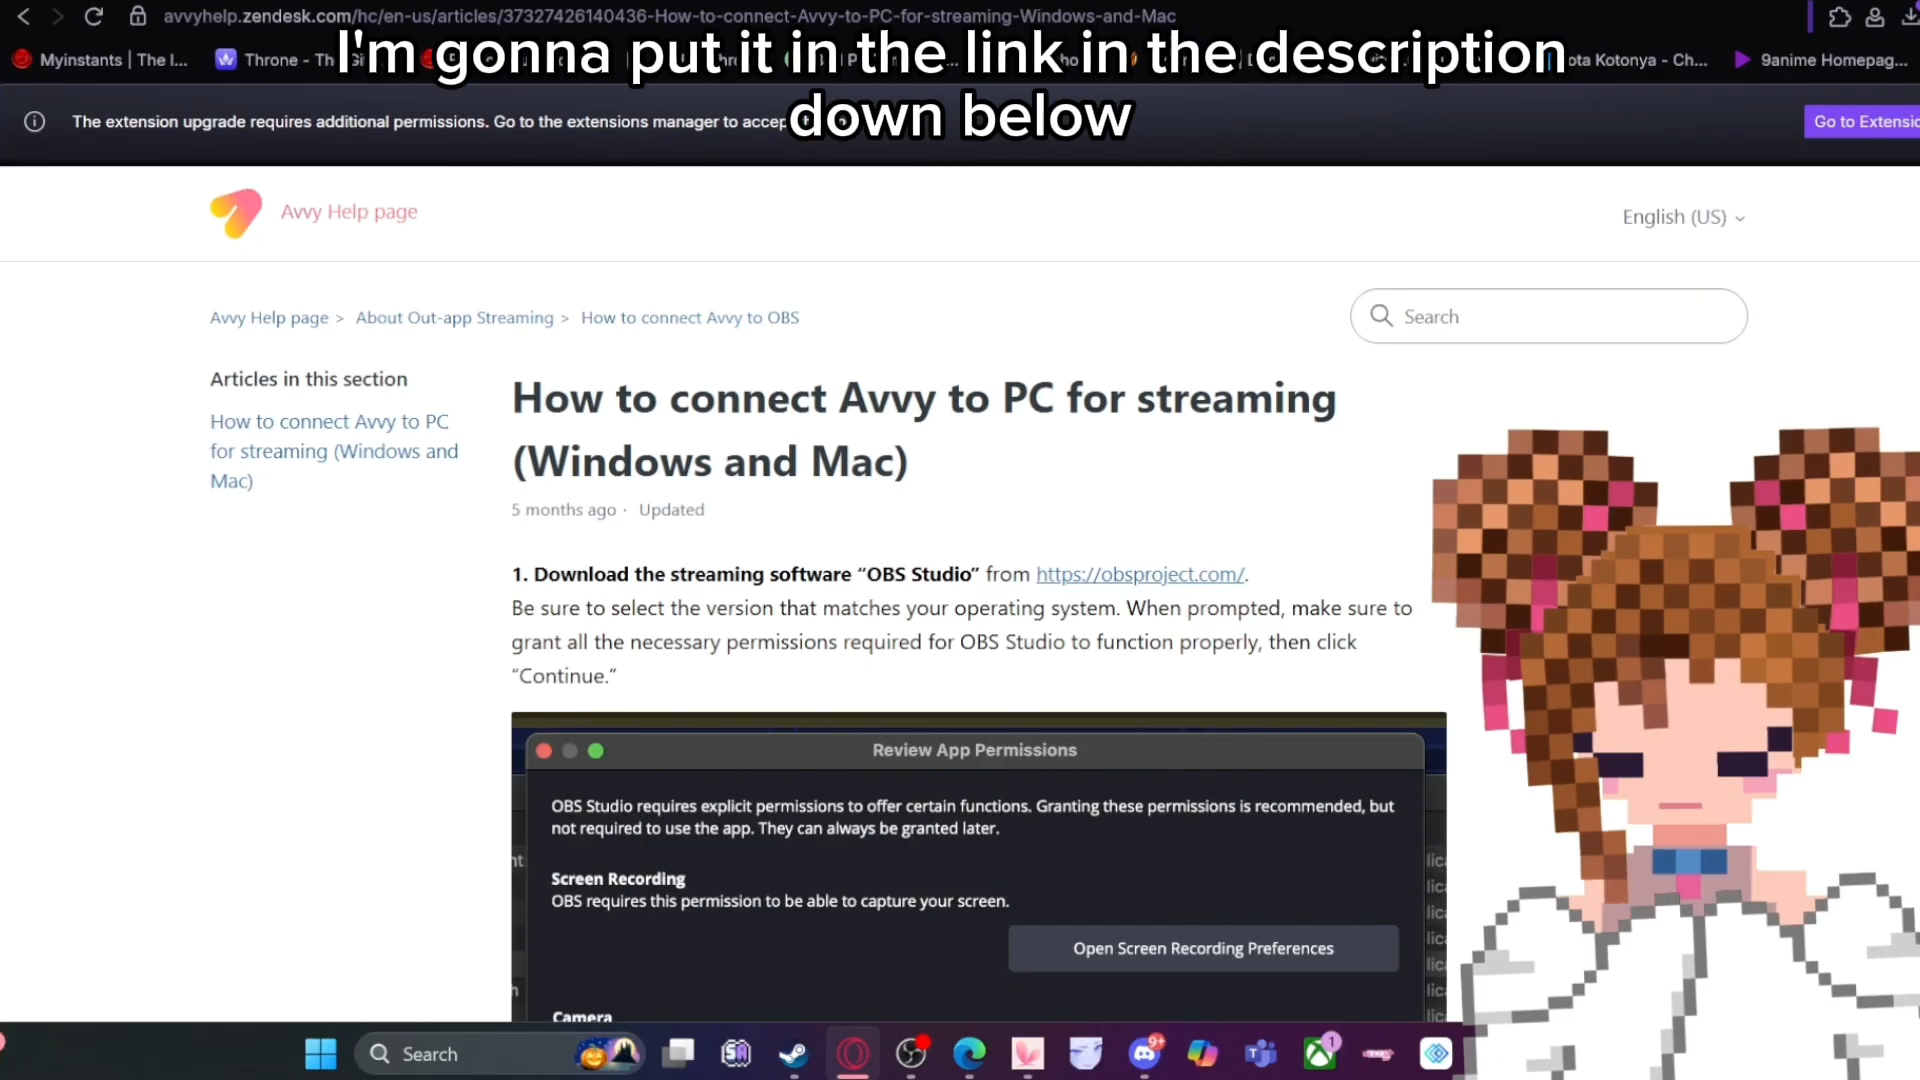 avvyhelp.zendesk.com/hc/en-us/articles/37327426140436-How-to-connect-Avvy-to-PC-for-streaming-Windows-and-Mac
I'm gonna put it in the link in the description
down below
Myinstants | The I...
Throne - Th
ota Kotonya - Ch...
9anime Homepag...
The extension upgrade requires additional permissions. Go to the extensions manager to accep
Go to Extensio
Avvy Help page
English (US)
Avvy Help page > About Out-app Streaming > How to connect Avvy to OBS
Search
Articles in this section
How to connect Avvy to PC
for streaming (Windows and
Mac)
How to connect Avvy to PC for streaming
(Windows and Mac)
5 months ago · Updated
1. Download the streaming software “OBS Studio” from https://obsproject.com/.
Be sure to select the version that matches your operating system. When prompted, make sure to
grant all the necessary permissions required for OBS Studio to function properly, then click
“Continue.”
Review App Permissions
OBS Studio requires explicit permissions to offer certain functions. Granting these permissions is recommended, but
not required to use the app. They can always be granted later.
Screen Recording
OBS requires this permission to be able to capture your screen.
Open Screen Recording Preferences
Camera
Search
9+
1